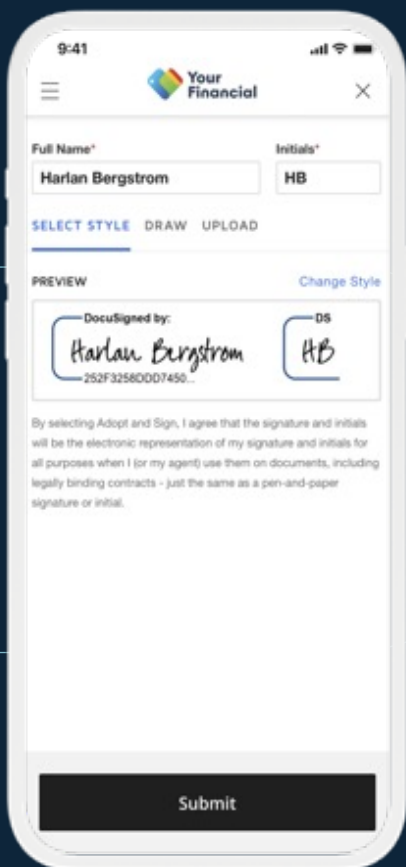 9:41
Your
Financial
Full Name*
Initials*
Harlan Bergstrom
HB
SELECT STYLE DRAW UPLOAD
PREVIEW
Change Style
DocuSigned by:
Harlan Bergstrom
252F3258DDD7450...
DS
HB
By selecting Adopt and Sign, I agree that the signature and initials
will be the electronic representation of my signature and initials for
all purposes when I (or my agent) use them on documents, including
legally binding contracts - just the same as a pen-and-paper
signature or initial.
Submit